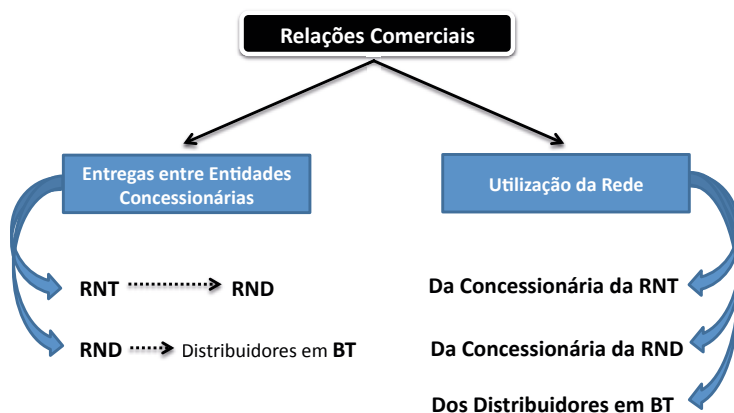 Relações Comerciais
Entregas entre Entidades
Concessionárias
Utilização da Rede
RNT RND
RND Distribuidores em BT
Da Concessionária da RNT
Da Concessionária da RND
Dos Distribuidores em BT